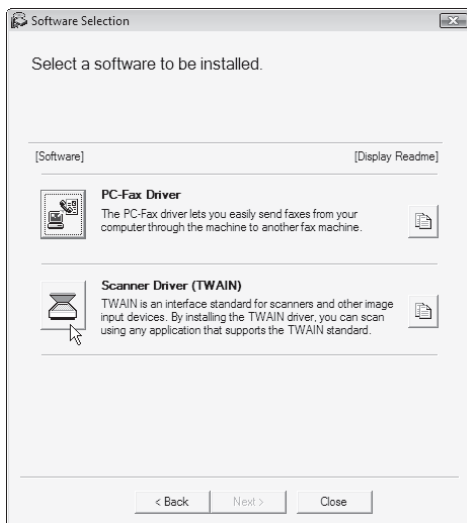 Software Selection
Select a software to be installed.
[Software] [Display Readme]
PC-Fax Driver
The PC-Fax driver lets you easily send faxes from your
computer through the machine to another fax machine.
Scanner Driver (TWAIN)
TWAIN is an interface standard for scanners and other image
input devices. By installing the TWAIN driver, you can scan
using any application that supports the TWAIN standard.
< Back Next > Close